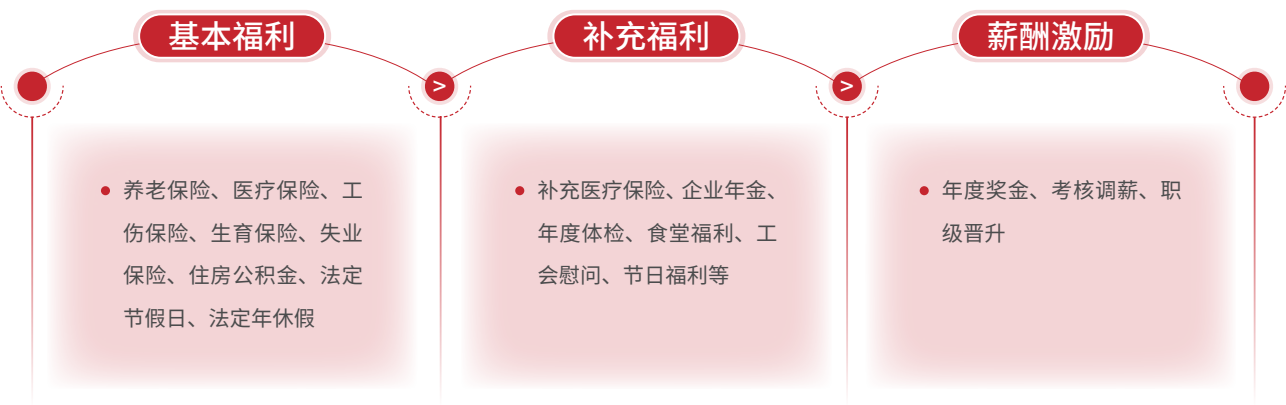 基本福利
补充福利
薪酬激励
>
>
养老保险、医疗保险、工
伤保险、生育保险、失业
保险、住房公积金、法定
节假日、法定年休假
补充医疗保险、企业年金、
年度体检、食堂福利、工
会慰问、节日福利等
年度奖金、考核调薪、职
级晋升